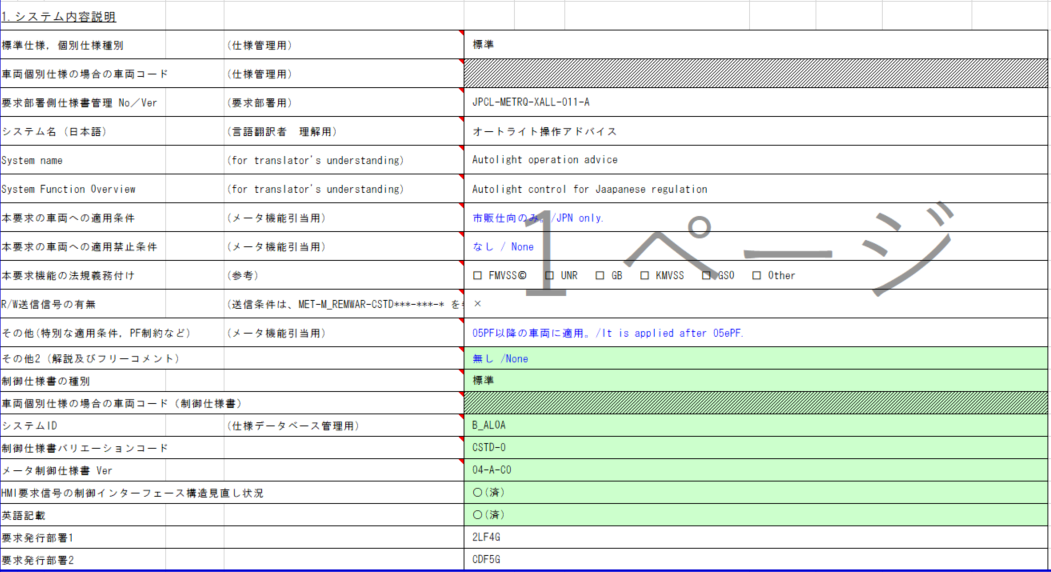 1. システム内容説明
標準仕様, 個別仕様種別 (仕様管理用) 標準
車両個別仕様の場合の車両コード (仕様管理用)
要求部署側仕様書管理 No／Ver (要求部署用) JPCL-METRQ-XALL-011-A
システム名 (日本語) (言語翻訳者 理解用) オートライト操作アドバイス
System name (for translator's understanding) Autolight operation advice
System Function Overview (for translator's understanding) Autolight control for Jaapanese regulation
本要求の車両への適用条件 (メータ機能引当用) 市販仕向のみ。/JPN only.
本要求の車両への適用禁止条件 (メータ機能引当用) なし / None
本要求機能の法規義務付け (参考) □ FMVSS© □ UNR □ GB □ KMVSS □ GSO □ Other
R/W送信信号の有無 (送信条件は、MET-M_REMWAR-CSTD***-***-* を ×
その他(特別な適用条件, PF制約など) (メータ機能引当用) 05PF以降の車両に適用。/It is applied after 05ePF.
その他2 (解説及びフリーコメント) 無し /None
制御仕様書の種別 標準
車両個別仕様の場合の車両コード (制御仕様書)
システムID (仕様データベース管理用) B_ALOA
制御仕様書バリエーションコード CSTD-0
メータ制御仕様書 Ver 04-A-C0
HMI要求信号の制御インターフェース構造見直し状況 ○(済)
英語記載 ○(済)
要求発行部署1 2LF4G
要求発行部署2 CDF5G
1 ページ